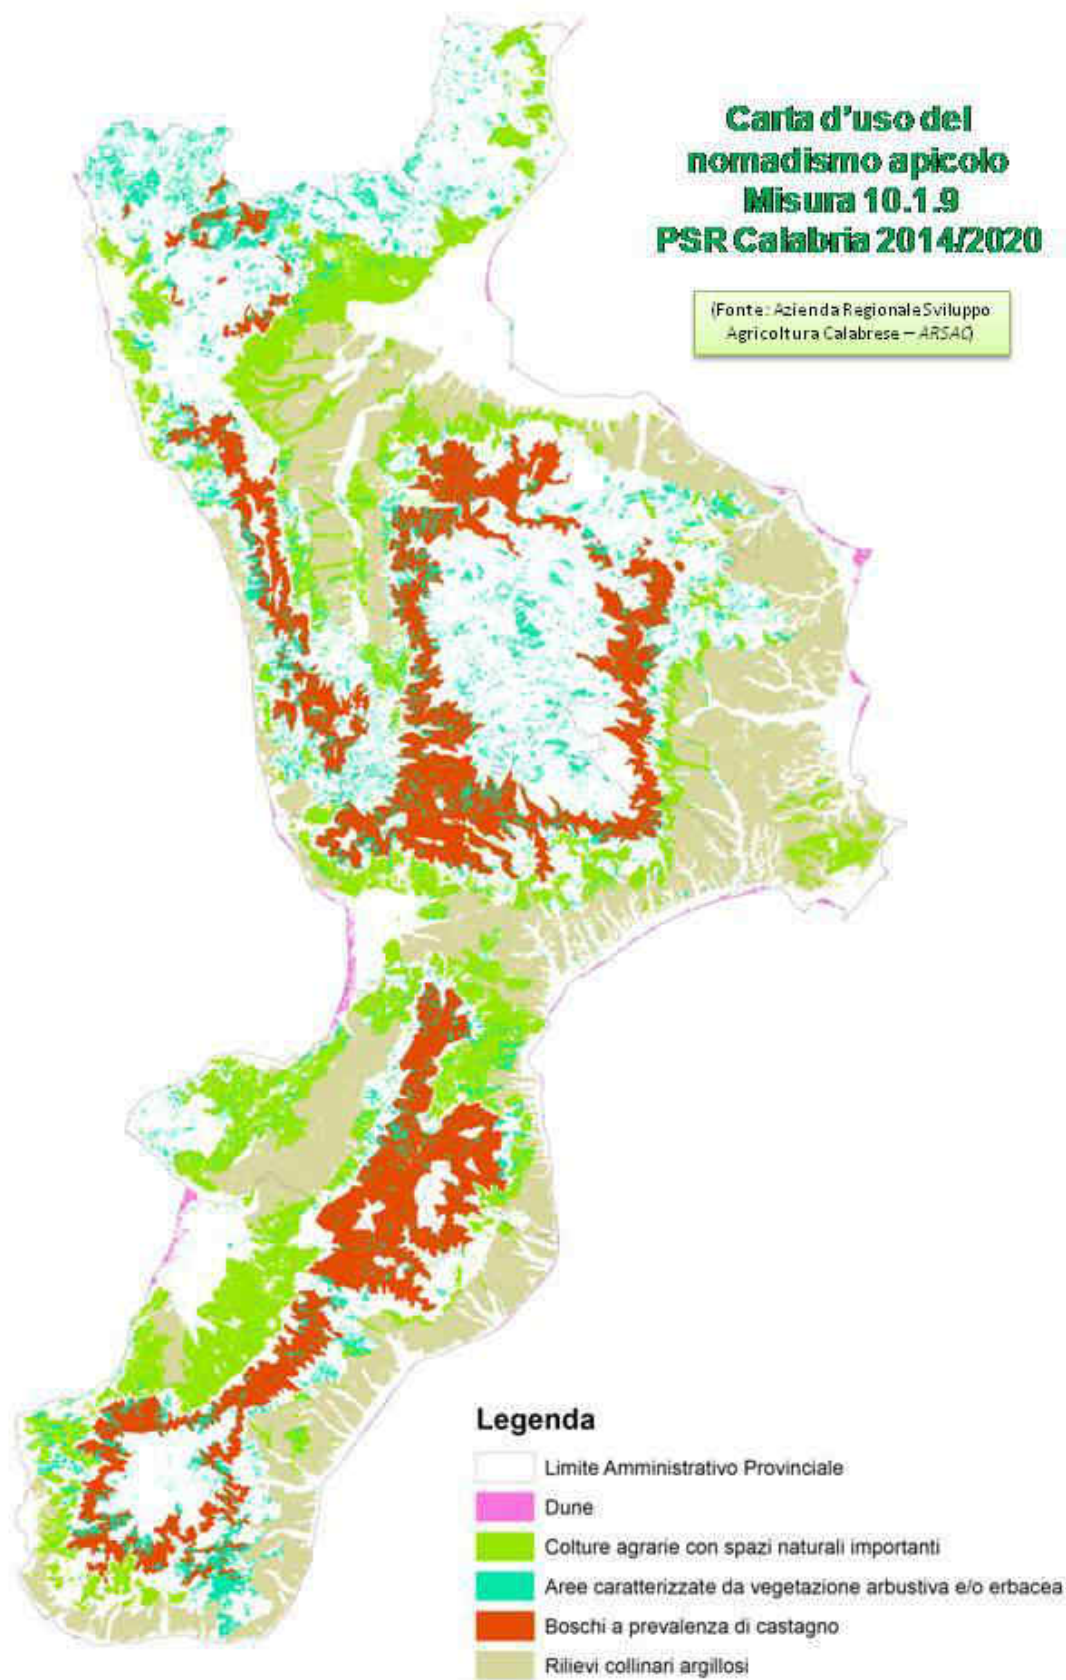 Carta d'uso del
nomadismo apicolo
Misura 10.1.9
PSR Calabria 2014/2020
(Fonte: Azienda Regionale Sviluppo
Agricoltura Calabrese – ARSAC)
Legenda
Limite Amministrativo Provinciale
Dune
Colture agrarie con spazi naturali importanti
Aree caratterizzate da vegetazione arbustiva e/o erbacea
Boschi a prevalenza di castagno
Rilievi collinari argillosi